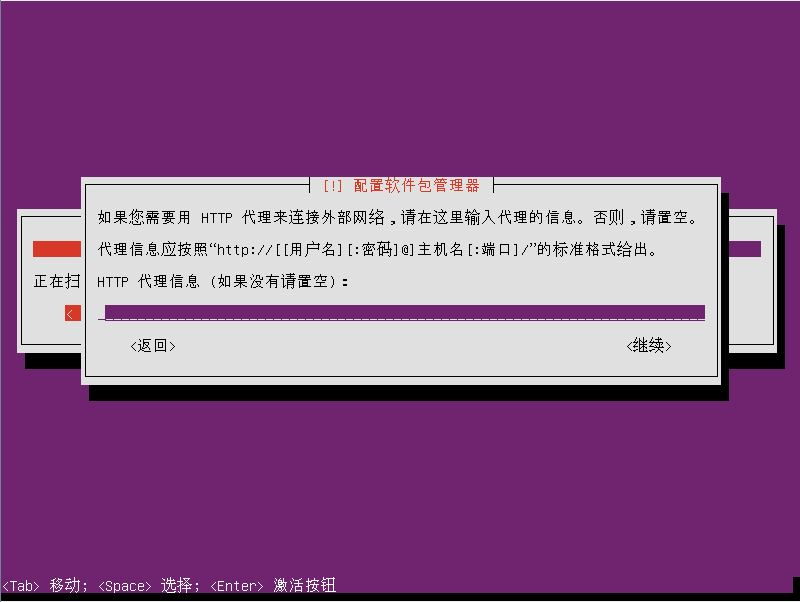 [!] 配置软件包管理器
如果您需要用 HTTP 代理来连接外部网络,请在这里输入代理的信息。否则,请置空。
代理信息应按照“http://[[用户名][:密码]@]主机名[:端口]/”的标准格式给出。
正在扫
HTTP 代理信息 (如果没有请置空):
<
<返回>
<继续>
<Tab> 移动; <Space> 选择; <Enter> 激活按钮